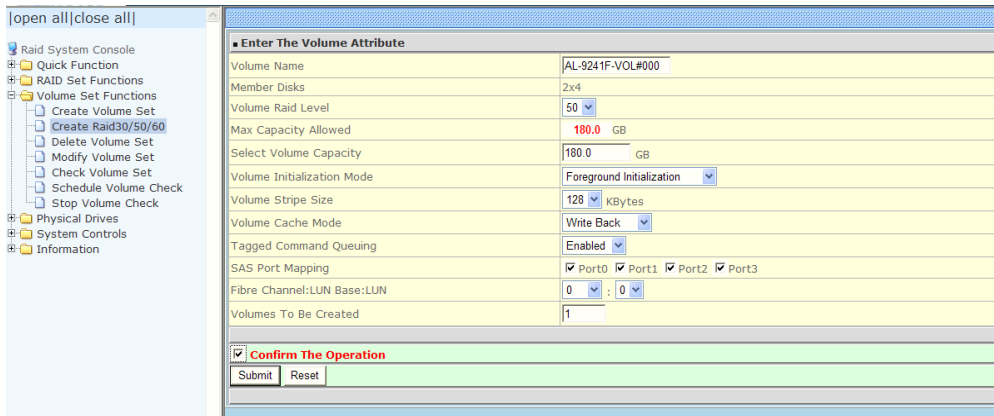 |open all|close all|
Raid System Console
Quick Function
RAID Set Functions
Volume Set Functions
Create Volume Set
Create Raid30/50/60
Delete Volume Set
Modify Volume Set
Check Volume Set
Schedule Volume Check
Stop Volume Check
Physical Drives
System Controls
Information
Enter The Volume Attribute
Volume Name AL-9241F-VOL#000
Member Disks 2x4
Volume Raid Level 50
Max Capacity Allowed 180.0 GB
Select Volume Capacity 180.0 GB
Volume Initialization Mode Foreground Initialization
Volume Stripe Size 128 KBytes
Volume Cache Mode Write Back
Tagged Command Queuing Enabled
SAS Port Mapping Port0 Port1 Port2 Port3
Fibre Channel:LUN Base:LUN 0 : 0
Volumes To Be Created 1
Confirm The Operation
Submit Reset